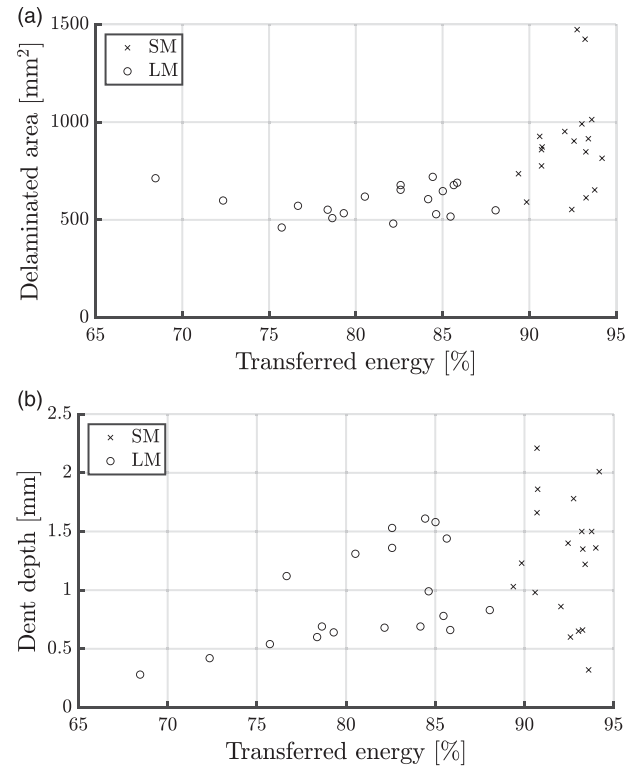 (a)
1500
1000
500
0
Delaminated area [mm²]
SM
LM
65 70 75 80 85 90 95
Transferred energy [%]
(b)
2.5
2
1.5
1
0.5
0
Dent depth [mm]
SM
LM
65 70 75 80 85 90 95
Transferred energy [%]